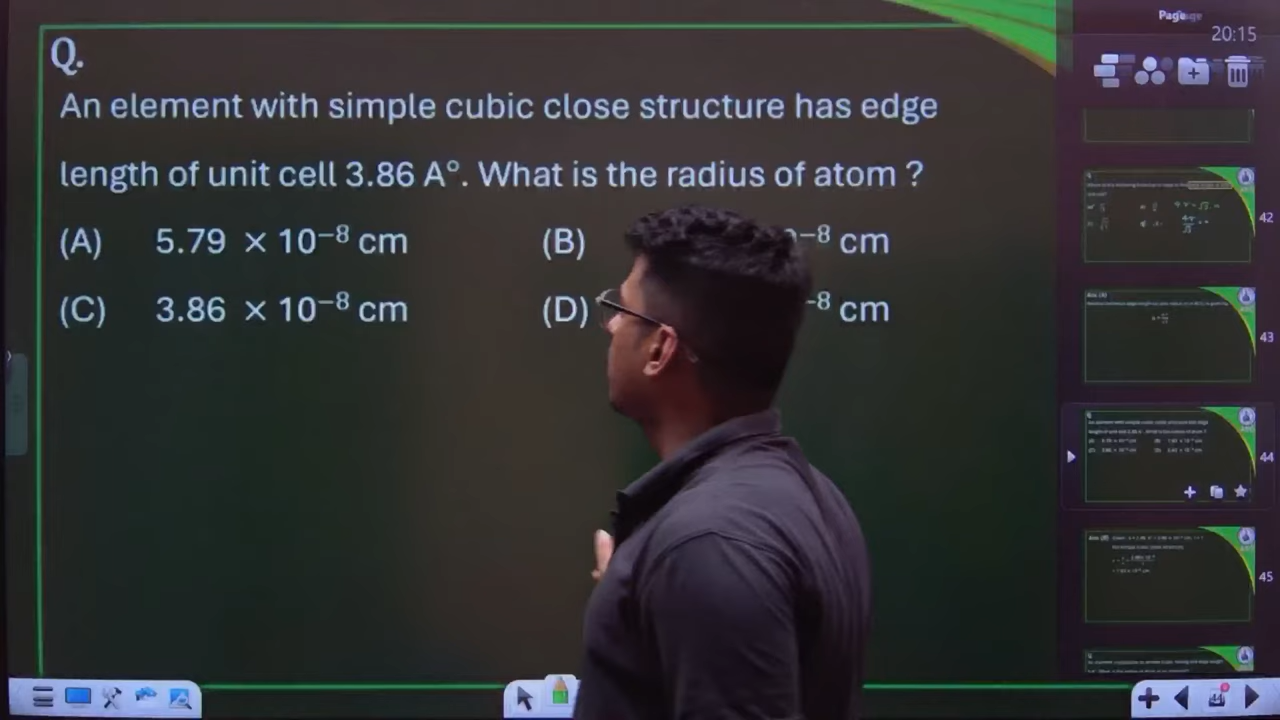 Page
20:15
Q.
An element with simple cubic close structure has edge
length of unit cell 3.86 A°. What is the radius of atom ?
(A) 5.79 × 10⁻⁸ cm (B) ⁻⁸ cm
(C) 3.86 × 10⁻⁸ cm (D) ⁻⁸ cm
42
43
44
45
44